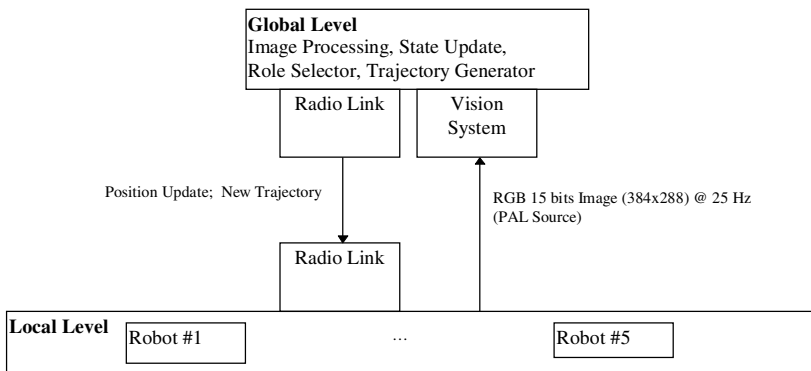 Global Level
Image Processing, State Update,
Role Selector, Trajectory Generator
Radio Link
Vision
System
Position Update;  New Trajectory
RGB 15 bits Image (384x288) @ 25 Hz
(PAL Source)
Radio Link
Local Level
Robot #1
...
Robot #5